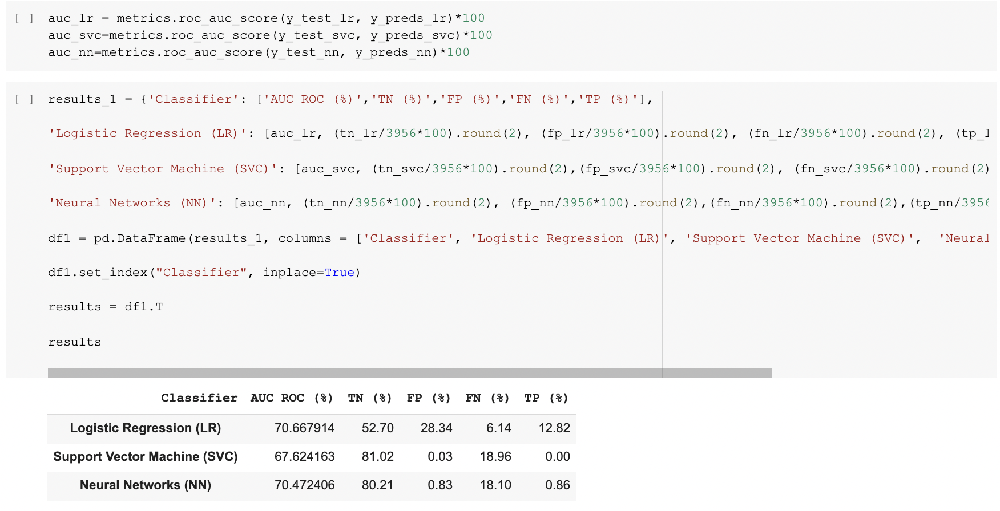 [ ] auc_lr = metrics.roc_auc_score(y_test_lr, y_preds_lr)*100
auc_svc=metrics.roc_auc_score(y_test_svc, y_preds_svc)*100
auc_nn=metrics.roc_auc_score(y_test_nn, y_preds_nn)*100
[ ] results_1 = {'Classifier': ['AUC ROC (%)','TN (%)','FP (%)','FN (%)','TP (%)'],
'Logistic Regression (LR)': [auc_lr, (tn_lr/3956*100).round(2), (fp_lr/3956*100).round(2), (fn_lr/3956*100).round(2), (tp_l
'Support Vector Machine (SVC)': [auc_svc, (tn_svc/3956*100).round(2),(fp_svc/3956*100).round(2), (fn_svc/3956*100).round(2)
'Neural Networks (NN)': [auc_nn, (tn_nn/3956*100).round(2), (fp_nn/3956*100).round(2),(fn_nn/3956*100).round(2),(tp_nn/3956
df1 = pd.DataFrame(results_1, columns = ['Classifier', 'Logistic Regression (LR)', 'Support Vector Machine (SVC)',  'Neural
df1.set_index("Classifier", inplace=True)
results = df1.T
results
Classifier AUC ROC (%) TN (%) FP (%) FN (%) TP (%)
Logistic Regression (LR) 70.667914 52.70 28.34 6.14 12.82
Support Vector Machine (SVC) 67.624163 81.02 0.03 18.96 0.00
Neural Networks (NN) 70.472406 80.21 0.83 18.10 0.86